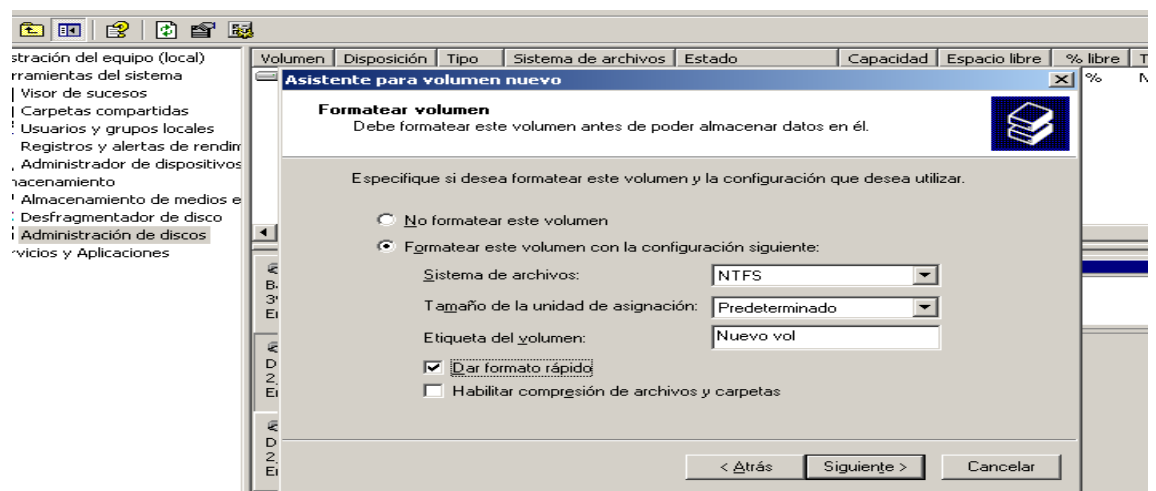 stración del equipo (local)
rramientas del sistema
Visor de sucesos
Carpetas compartidas
Usuarios y grupos locales
Registros y alertas de rendim
Administrador de dispositivos
nacenamiento
Almacenamiento de medios e
Desfragmentador de disco
Administración de discos
rvicios y Aplicaciones
Volumen Disposición Tipo Sistema de archivos Estado Capacidad Espacio libre % libre T
% N
Asistente para volumen nuevo
Formatear volumen
Debe formatear este volumen antes de poder almacenar datos en él.
Especifique si desea formatear este volumen y la configuración que desea utilizar.
No formatear este volumen
Formatear este volumen con la configuración siguiente:
Sistema de archivos: NTFS
Tamaño de la unidad de asignación: Predeterminado
Etiqueta del volumen: Nuevo vol
Dar formato rápido
Habilitar compresión de archivos y carpetas
< Atrás Siguiente > Cancelar